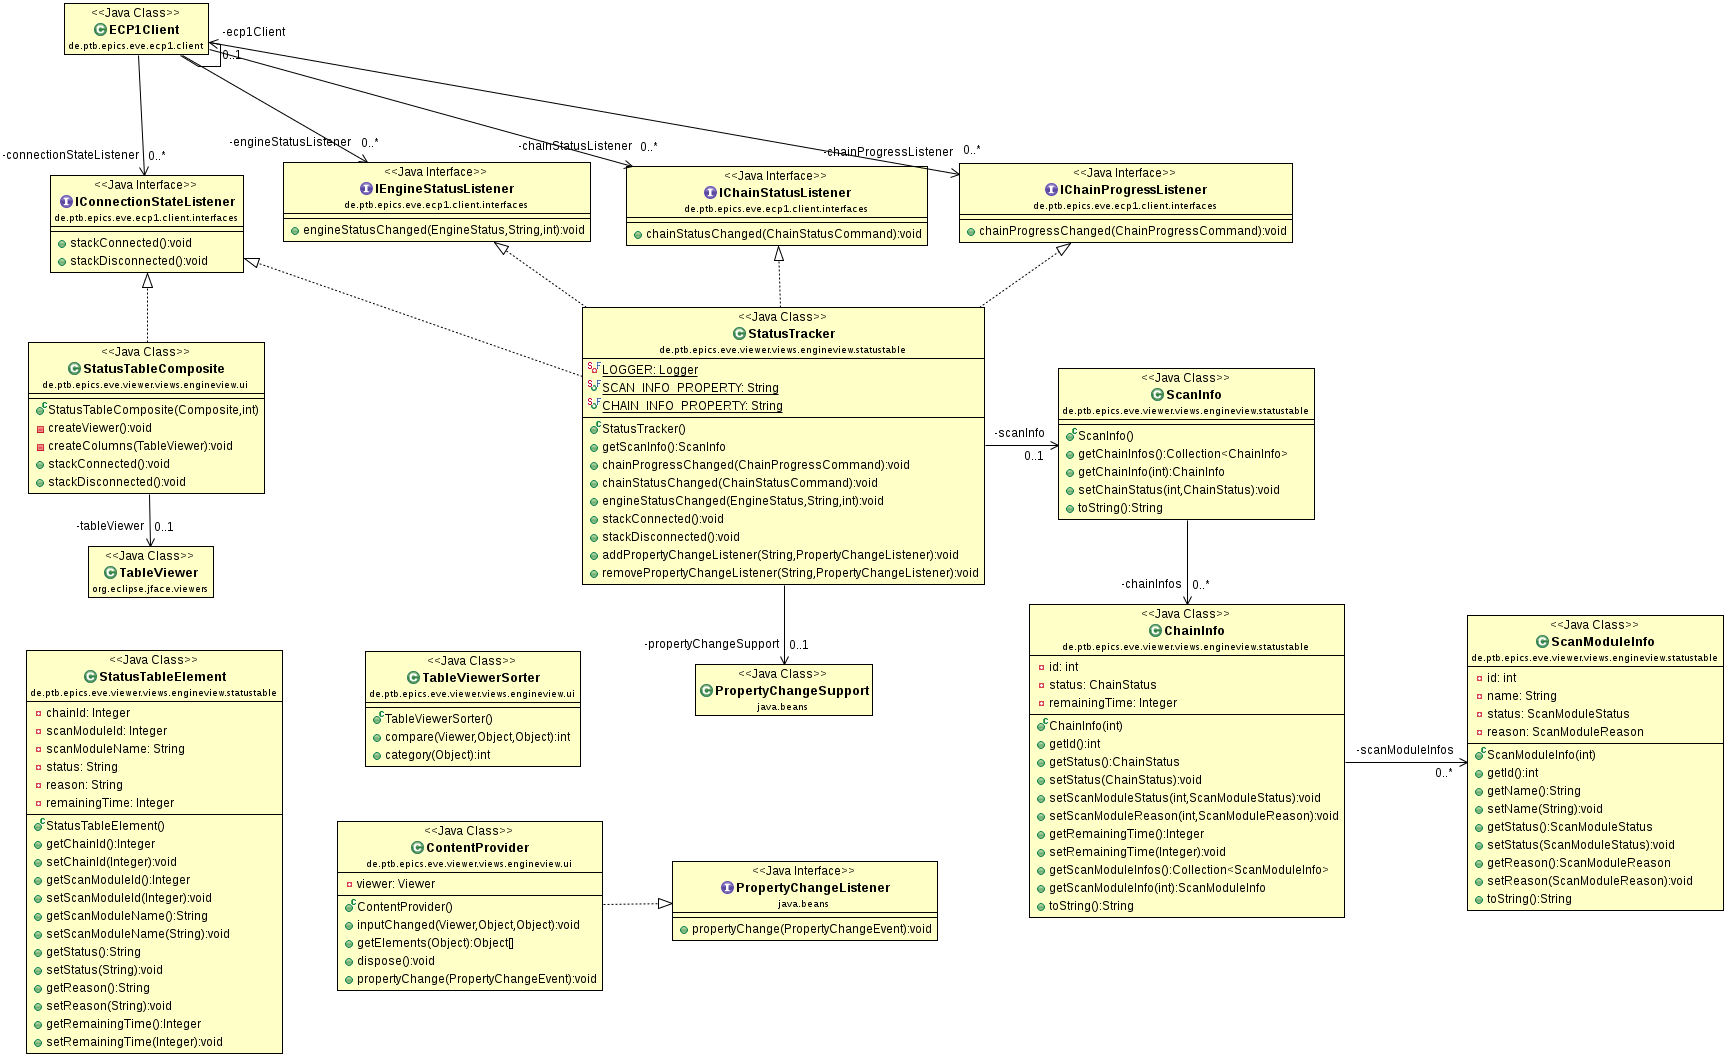 <<Java Class>>
ECP1Client
de.ptb.epics.eve.ecp1.client
-ecp1Client
0..1
-connectionStateListener 0..*
-engineStatusListener 0..*
-chainStatusListener 0..*
-chainProgressListener 0..*
<<Java Interface>>
IConnectionStateListener
de.ptb.epics.eve.ecp1.client.interfaces
stackConnected():void
stackDisconnected():void
<<Java Interface>>
IEngineStatusListener
de.ptb.epics.eve.ecp1.client.interfaces
engineStatusChanged(EngineStatus,String,int):void
<<Java Interface>>
IChainStatusListener
de.ptb.epics.eve.ecp1.client.interfaces
chainStatusChanged(ChainStatusCommand):void
<<Java Interface>>
IChainProgressListener
de.ptb.epics.eve.ecp1.client.interfaces
chainProgressChanged(ChainProgressCommand):void
<<Java Class>>
StatusTableComposite
de.ptb.epics.eve.viewer.views.engineview.ui
StatusTableComposite(Composite,int)
createViewer():void
createColumns(TableViewer):void
stackConnected():void
stackDisconnected():void
-tableViewer 0..1
<<Java Class>>
TableViewer
org.eclipse.jface.viewers
<<Java Class>>
StatusTracker
de.ptb.epics.eve.viewer.views.engineview.statustable
LOGGER: Logger
SCAN_INFO_PROPERTY: String
CHAIN_INFO_PROPERTY: String
StatusTracker()
getScanInfo():ScanInfo
chainProgressChanged(ChainProgressCommand):void
chainStatusChanged(ChainStatusCommand):void
engineStatusChanged(EngineStatus,String,int):void
stackConnected():void
stackDisconnected():void
addPropertyChangeListener(String,PropertyChangeListener):void
removePropertyChangeListener(String,PropertyChangeListener):void
-scanInfo
0..1
<<Java Class>>
ScanInfo
de.ptb.epics.eve.viewer.views.engineview.statustable
ScanInfo()
getChainInfos():Collection<ChainInfo>
getChainInfo(int):ChainInfo
setChainStatus(int,ChainStatus):void
toString():String
-chainInfos 0..*
-propertyChangeSupport 0..1
<<Java Class>>
PropertyChangeSupport
java.beans
<<Java Class>>
StatusTableElement
de.ptb.epics.eve.viewer.views.engineview.statustable
chainId: Integer
scanModuleId: Integer
scanModuleName: String
status: String
reason: String
remainingTime: Integer
StatusTableElement()
getChainId():Integer
setChainId(Integer):void
getScanModuleId():Integer
setScanModuleId(Integer):void
getScanModuleName():String
setScanModuleName(String):void
getStatus():String
setStatus(String):void
getReason():String
setReason(String):void
getRemainingTime():Integer
setRemainingTime(Integer):void
<<Java Class>>
TableViewerSorter
de.ptb.epics.eve.viewer.views.engineview.ui
TableViewerSorter()
compare(Viewer,Object,Object):int
category(Object):int
<<Java Class>>
ContentProvider
de.ptb.epics.eve.viewer.views.engineview.ui
viewer: Viewer
ContentProvider()
inputChanged(Viewer,Object,Object):void
getElements(Object):Object[]
dispose():void
propertyChange(PropertyChangeEvent):void
<<Java Interface>>
PropertyChangeListener
java.beans
propertyChange(PropertyChangeEvent):void
<<Java Class>>
ChainInfo
de.ptb.epics.eve.viewer.views.engineview.statustable
id: int
status: ChainStatus
remainingTime: Integer
ChainInfo(int)
getId():int
getStatus():ChainStatus
setStatus(ChainStatus):void
setScanModuleStatus(int,ScanModuleStatus):void
setScanModuleReason(int,ScanModuleReason):void
getRemainingTime():Integer
setRemainingTime(Integer):void
getScanModuleInfos():Collection<ScanModuleInfo>
getScanModuleInfo(int):ScanModuleInfo
toString():String
-scanModuleInfos
0..*
<<Java Class>>
ScanModuleInfo
de.ptb.epics.eve.viewer.views.engineview.statustable
id: int
name: String
status: ScanModuleStatus
reason: ScanModuleReason
ScanModuleInfo(int)
getId():int
getName():String
setName(String):void
getStatus():ScanModuleStatus
setStatus(ScanModuleStatus):void
getReason():ScanModuleReason
setReason(ScanModuleReason):void
toString():String